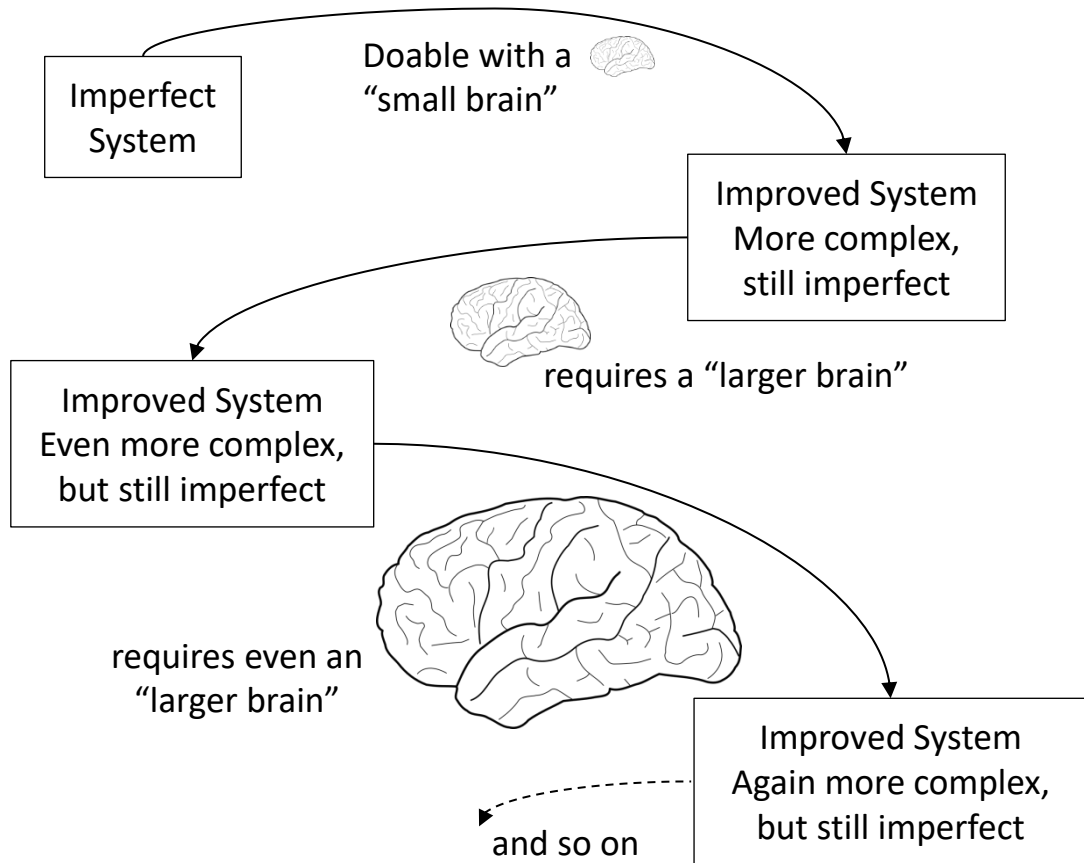 Imperfect
System
Doable with a
“small brain”
Improved System
More complex,
still imperfect
requires a “larger brain”
Improved System
Even more complex,
but still imperfect
requires even an
“larger brain”
Improved System
Again more complex,
but still imperfect
and so on